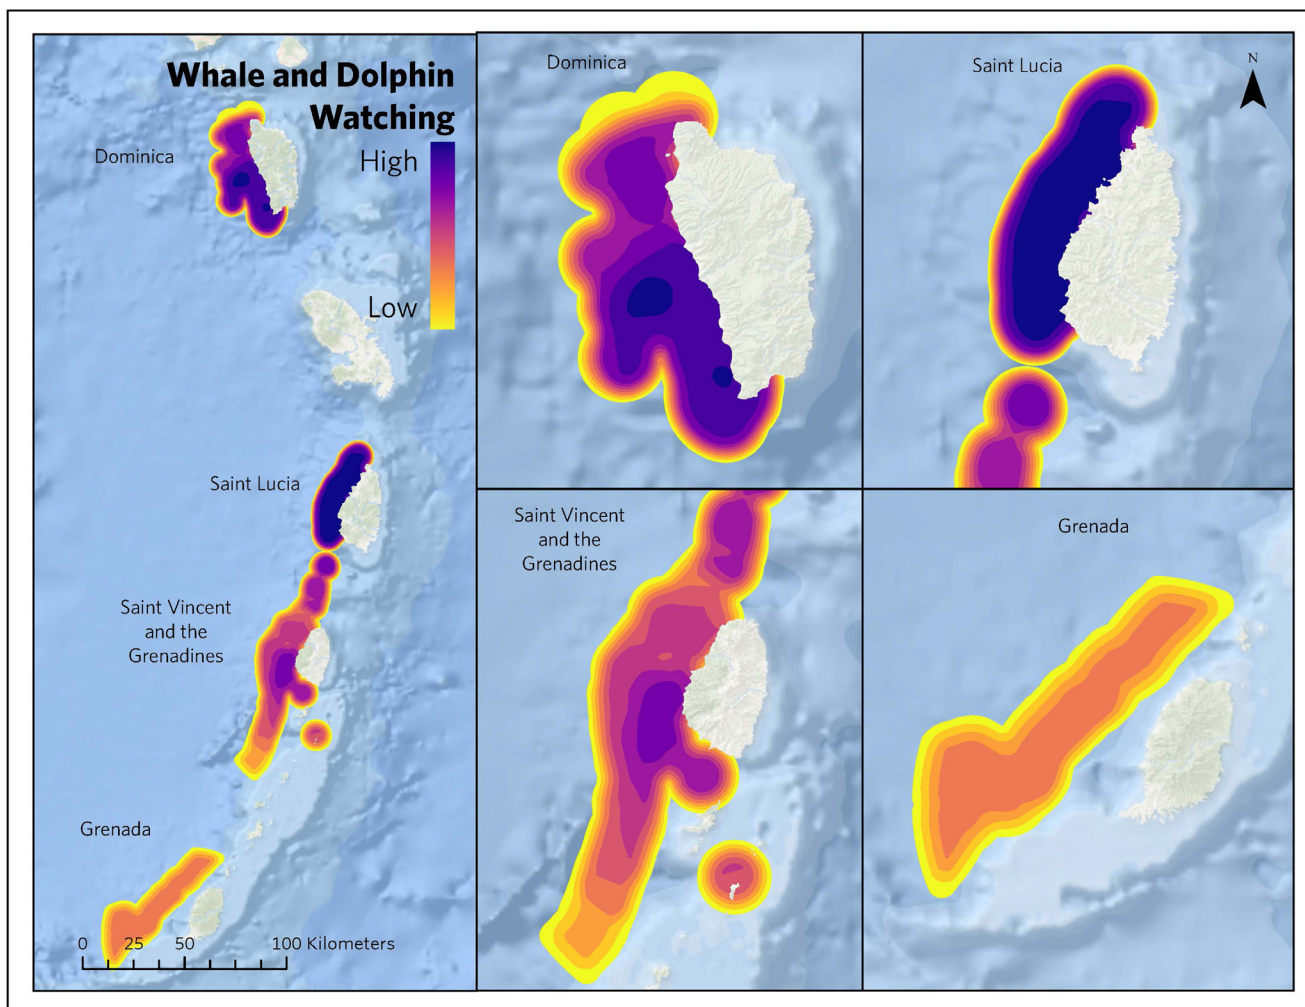 Whale and Dolphin
Watching
High
Low
Dominica
Saint Lucia
Saint Vincent
and the
Grenadines
Grenada
0 25 50 100 Kilometers
Dominica
Saint Lucia
N
Saint Vincent
and the
Grenadines
Grenada